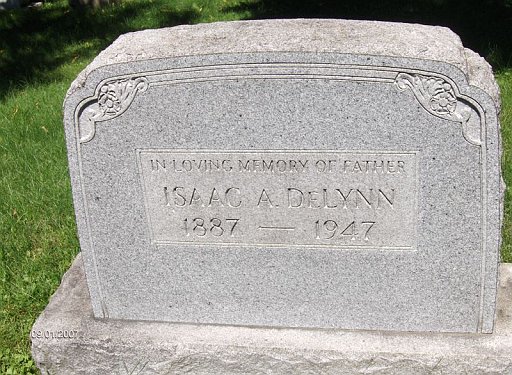 IN LOVING MEMORY OF FATHER
ISAAC A. DELYNN
1887 — 1947
09.01.2007